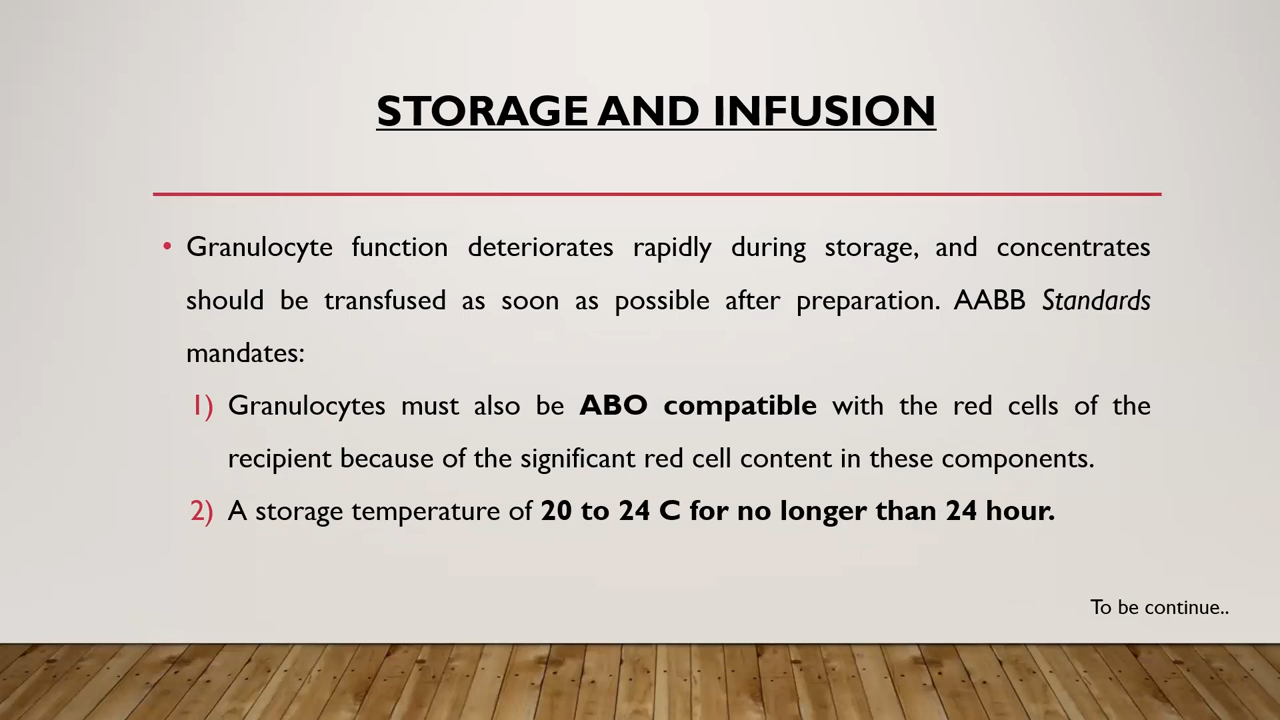 STORAGE AND INFUSION
• Granulocyte function deteriorates rapidly during storage, and concentrates
should be transfused as soon as possible after preparation. AABB Standards
mandates:
1) Granulocytes must also be ABO compatible with the red cells of the
recipient because of the significant red cell content in these components.
2) A storage temperature of 20 to 24 C for no longer than 24 hour.
To be continue..